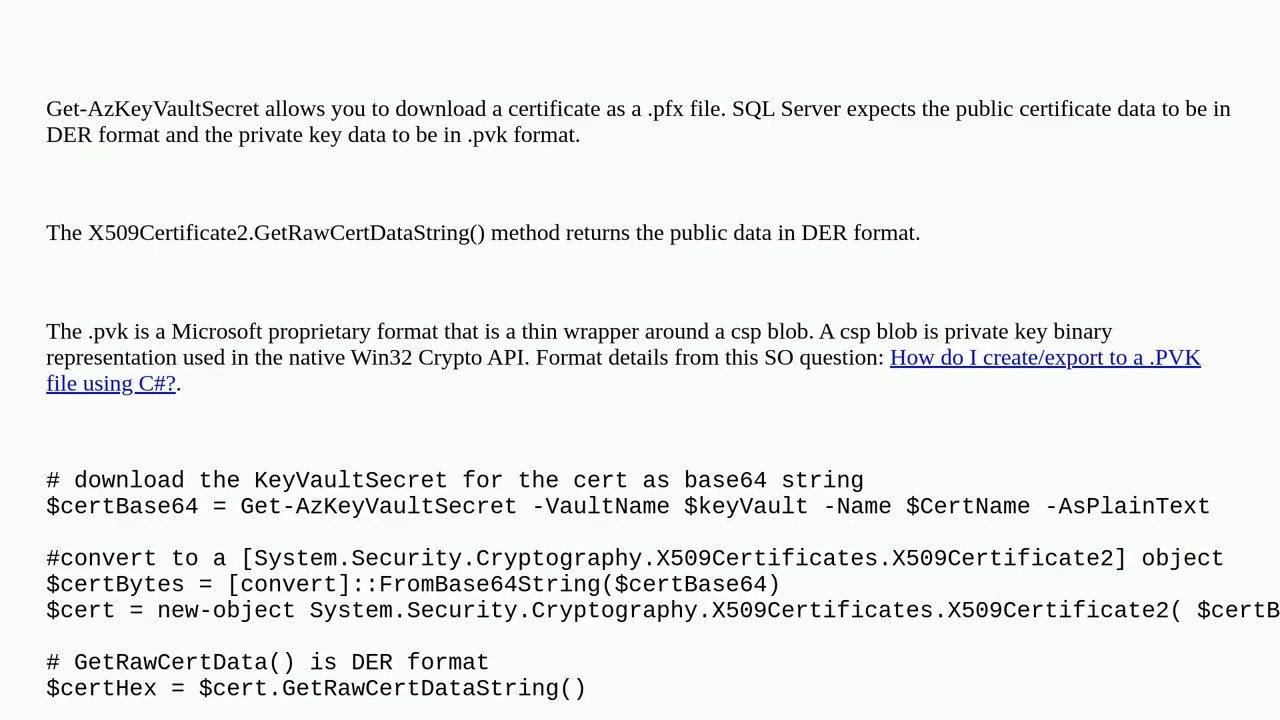 Get-AzKeyVaultSecret allows you to download a certificate as a .pfx file. SQL Server expects the public certificate data to be in
DER format and the private key data to be in .pvk format.
The X509Certificate2.GetRawCertDataString() method returns the public data in DER format.
The .pvk is a Microsoft proprietary format that is a thin wrapper around a csp blob. A csp blob is private key binary
representation used in the native Win32 Crypto API. Format details from this SO question: How do I create/export to a .PVK
file using C#?.
# download the KeyVaultSecret for the cert as base64 string
$certBase64 = Get-AzKeyVaultSecret -VaultName $keyVault -Name $CertName -AsPlainText
#convert to a [System.Security.Cryptography.X509Certificates.X509Certificate2] object
$certBytes = [convert]::FromBase64String($certBase64)
$cert = new-object System.Security.Cryptography.X509Certificates.X509Certificate2( $certB
# GetRawCertData() is DER format
$certHex = $cert.GetRawCertDataString()